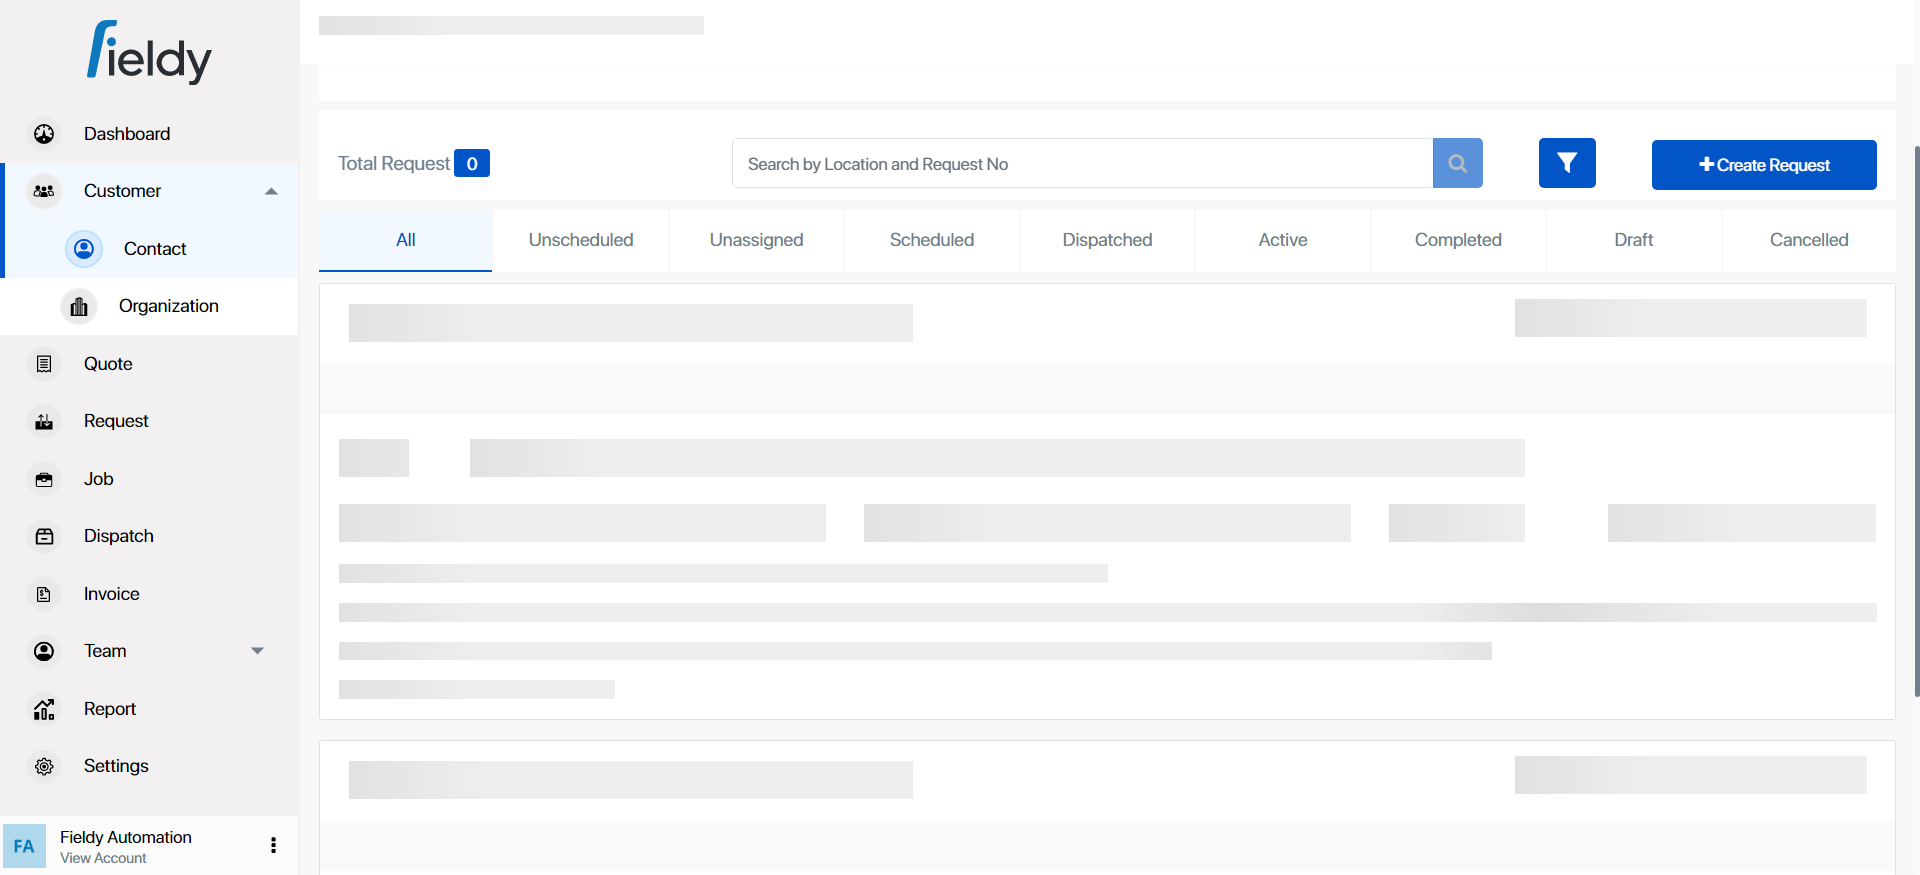 fieldy
Dashboard
Customer
Contact
Organization
Quote
Request
Job
Dispatch
Invoice
Team
Report
Settings
FA
Fieldy Automation
View Account
Total Request 0
Search by Location and Request No
Create Request
All
Unscheduled
Unassigned
Scheduled
Dispatched
Active
Completed
Draft
Cancelled